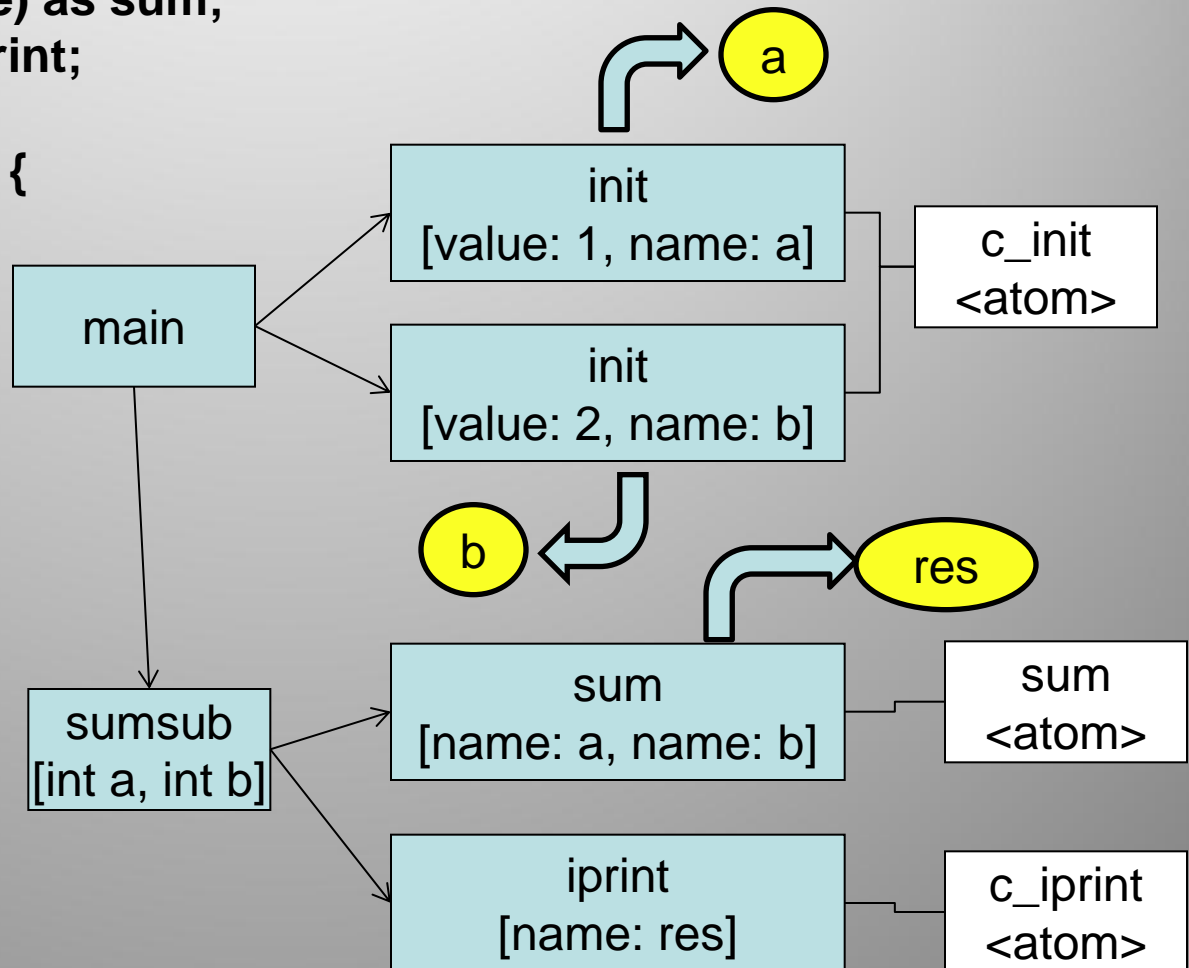 as sum;
{
a
init
[value: 1, name: a]
c_init
<atom>
main
init
[value: 2, name: b]
b
res
sumsub
[int a, int b]
sum
[name: a, name: b]
sum
<atom>
iprint
[name: res]
c_iprint
<atom>